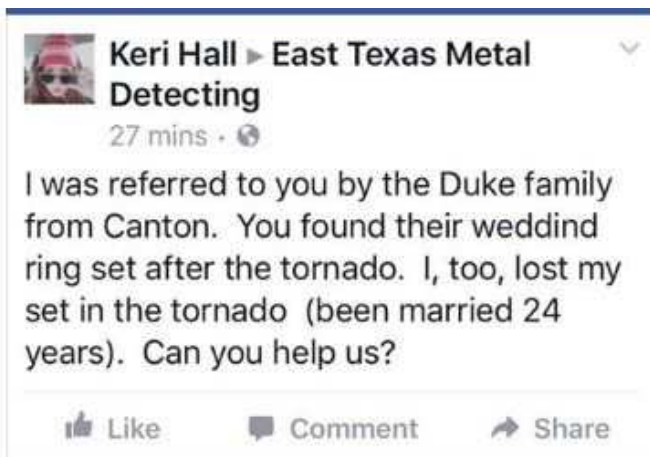 Keri Hall ▸ East Texas Metal
Detecting
27 mins ·
I was referred to you by the Duke family
from Canton.  You found their weddind
ring set after the tornado.  I, too, lost my
set in the tornado  (been married 24
years).  Can you help us?
Like Comment Share